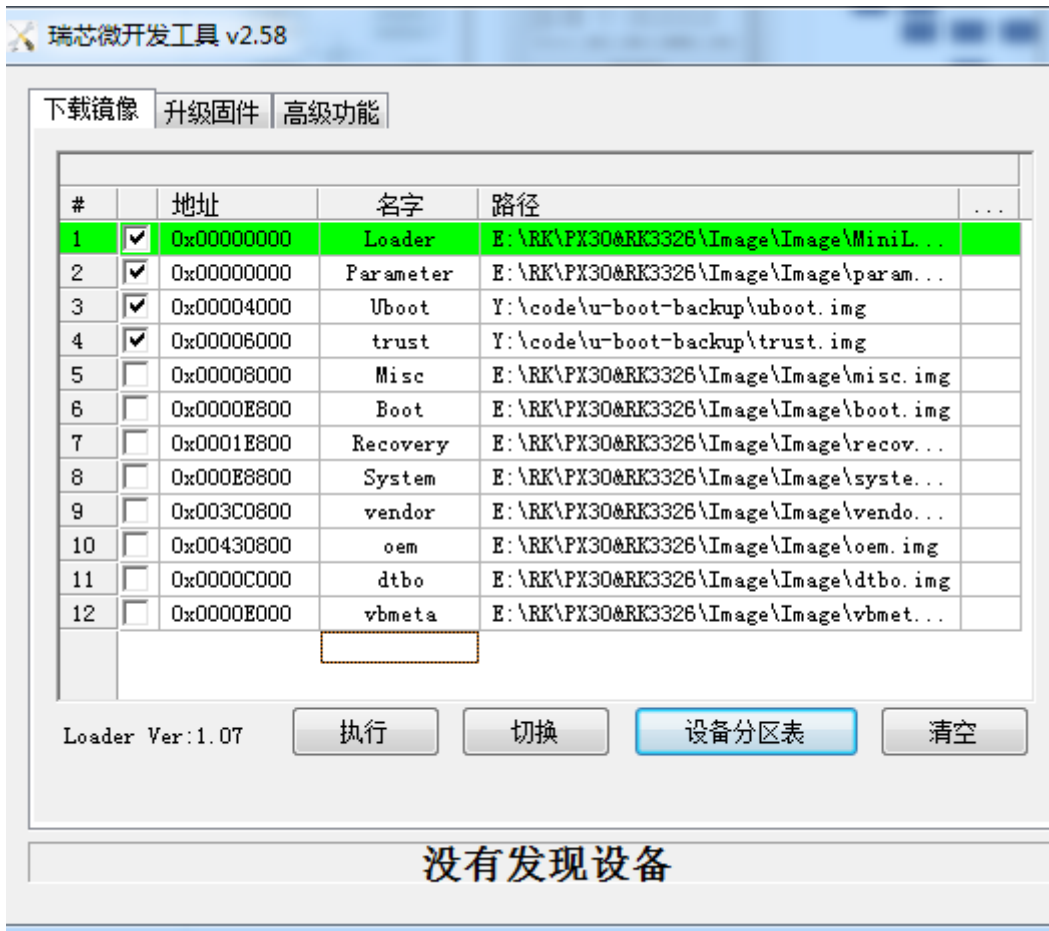 瑞芯微开发工具 v2.58
下载镜像 升级固件 高级功能
# 地址 名字 路径 ...
1 0x00000000 Loader E:\RK\PX30&RK3326\Image\Image\MiniL...
2 0x00000000 Parameter E:\RK\PX30&RK3326\Image\Image\param...
3 0x00004000 Uboot Y:\code\u-boot-backup\uboot.img
4 0x00006000 trust Y:\code\u-boot-backup\trust.img
5 0x00008000 Misc E:\RK\PX30&RK3326\Image\Image\misc.img
6 0x0000E800 Boot E:\RK\PX30&RK3326\Image\Image\boot.img
7 0x0001E800 Recovery E:\RK\PX30&RK3326\Image\Image\recov...
8 0x000E8800 System E:\RK\PX30&RK3326\Image\Image\syste...
9 0x003C0800 vendor E:\RK\PX30&RK3326\Image\Image\vendo...
10 0x00430800 oem E:\RK\PX30&RK3326\Image\Image\oem.img
11 0x0000C000 dtbo E:\RK\PX30&RK3326\Image\Image\dtbo.img
12 0x0000E000 vbmeta E:\RK\PX30&RK3326\Image\Image\vbmet...
Loader Ver:1.07 执行 切换 设备分区表 清空
没有发现设备